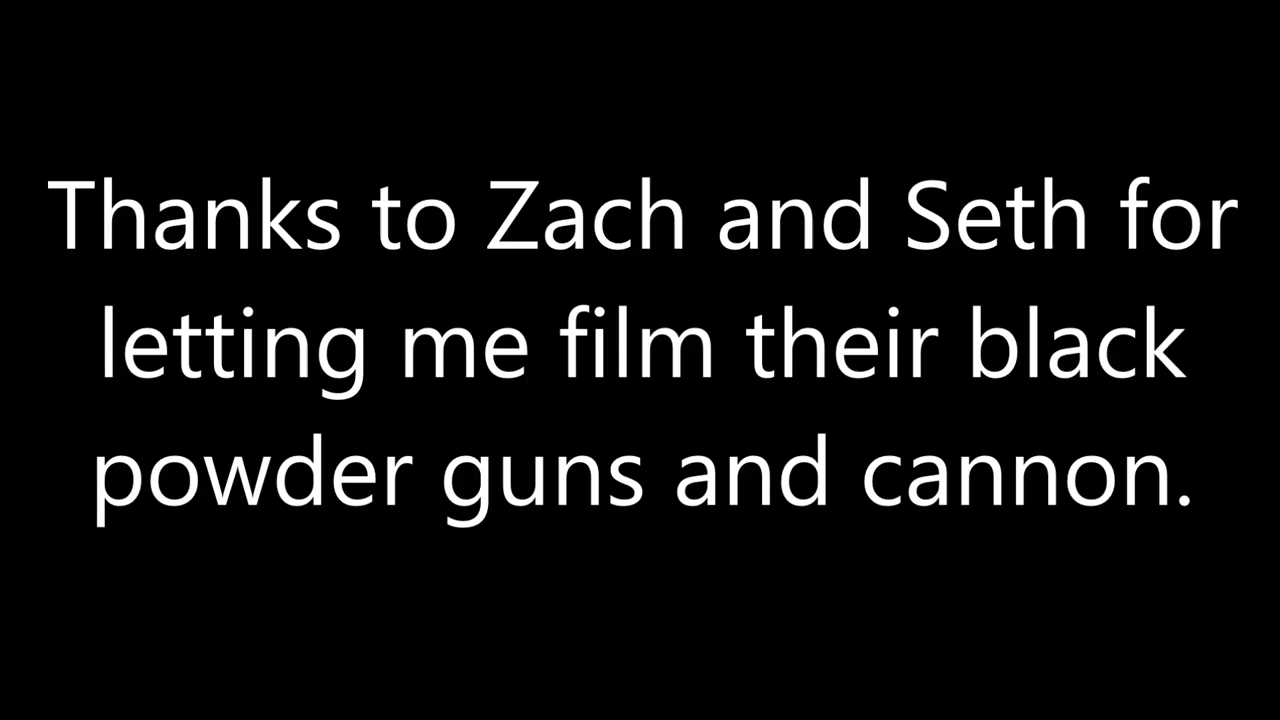 Thanks to Zach and Seth for
letting me film their black
powder guns and cannon.